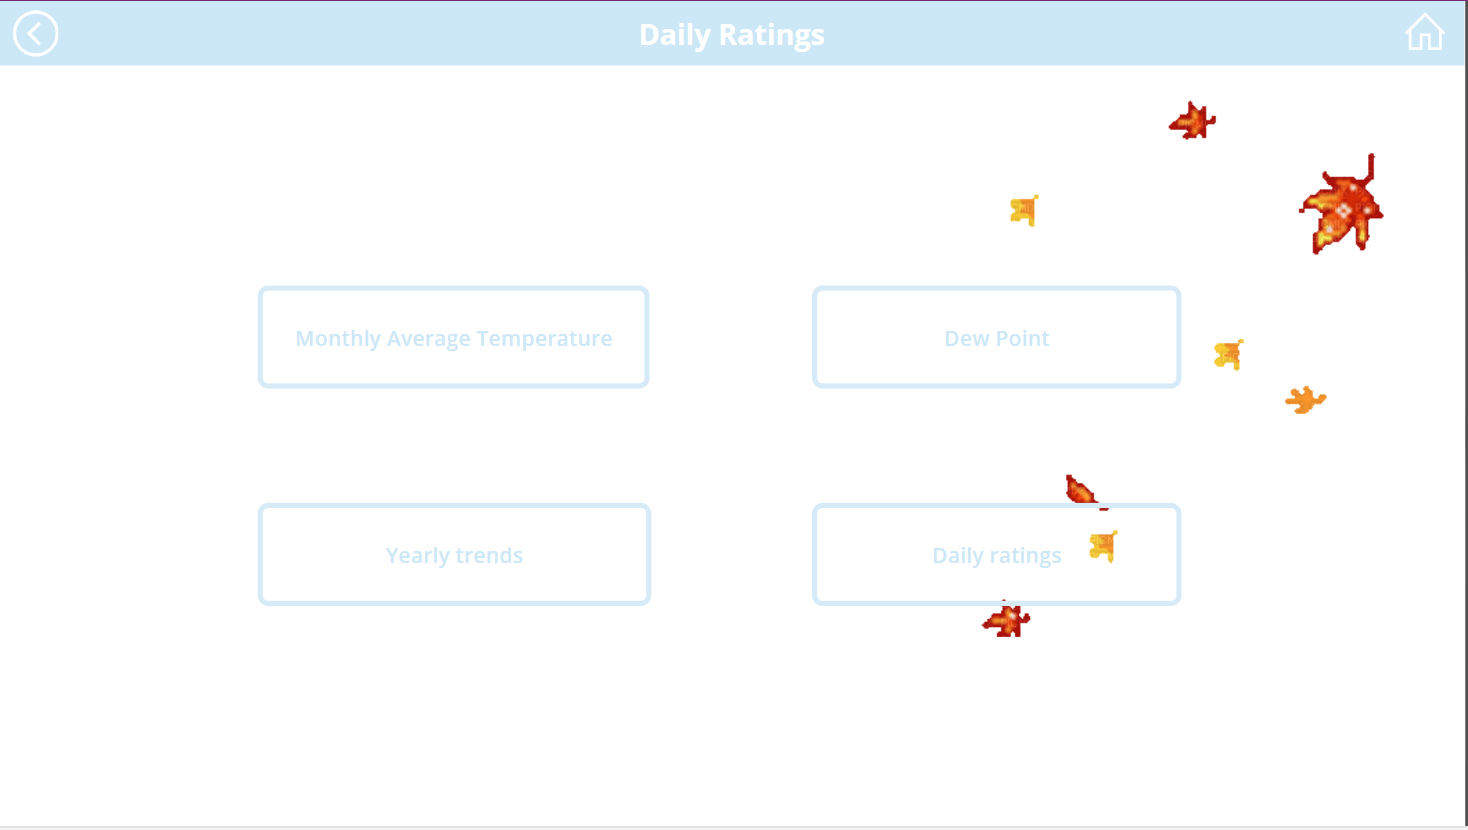 Daily Ratings
Monthly Average Temperature
Dew Point
Yearly trends
Daily ratings